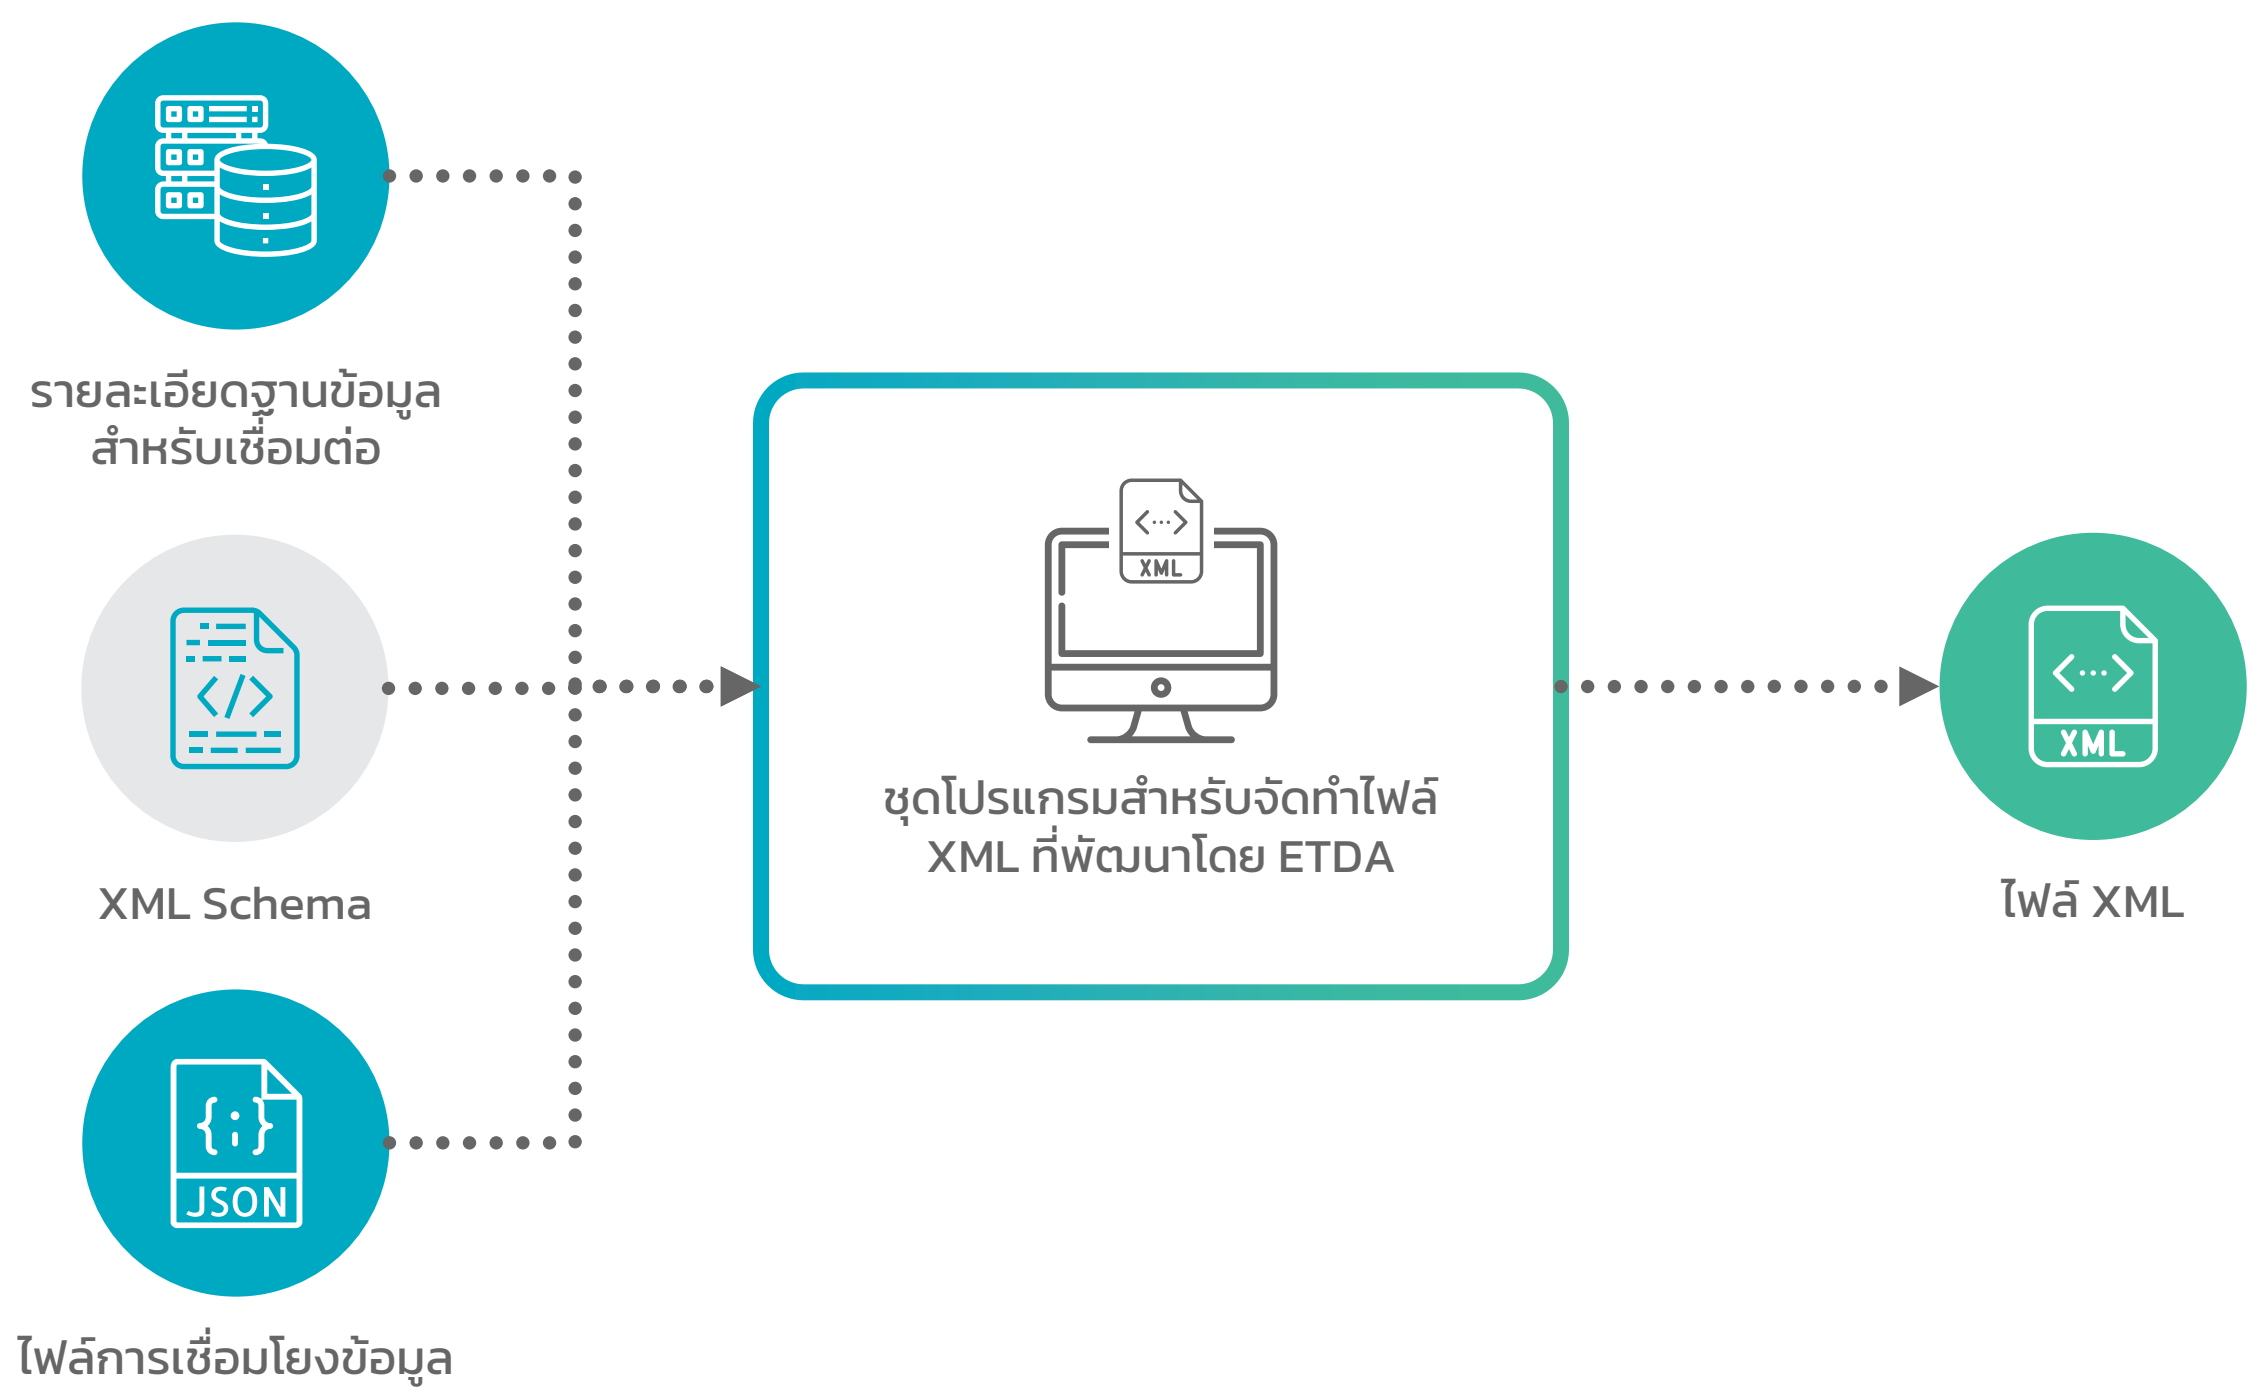 รายละเอียดฐานข้อมูล
สำหรับเชื่อมต่อ
XML Schema
JSON
ไฟล์การเชื่อมโยงข้อมูล
XML
ชุดโปรแกรมสำหรับจัดทำไฟล์
XML ที่พัฒนาโดย ETDA
XML
ไฟล์ XML